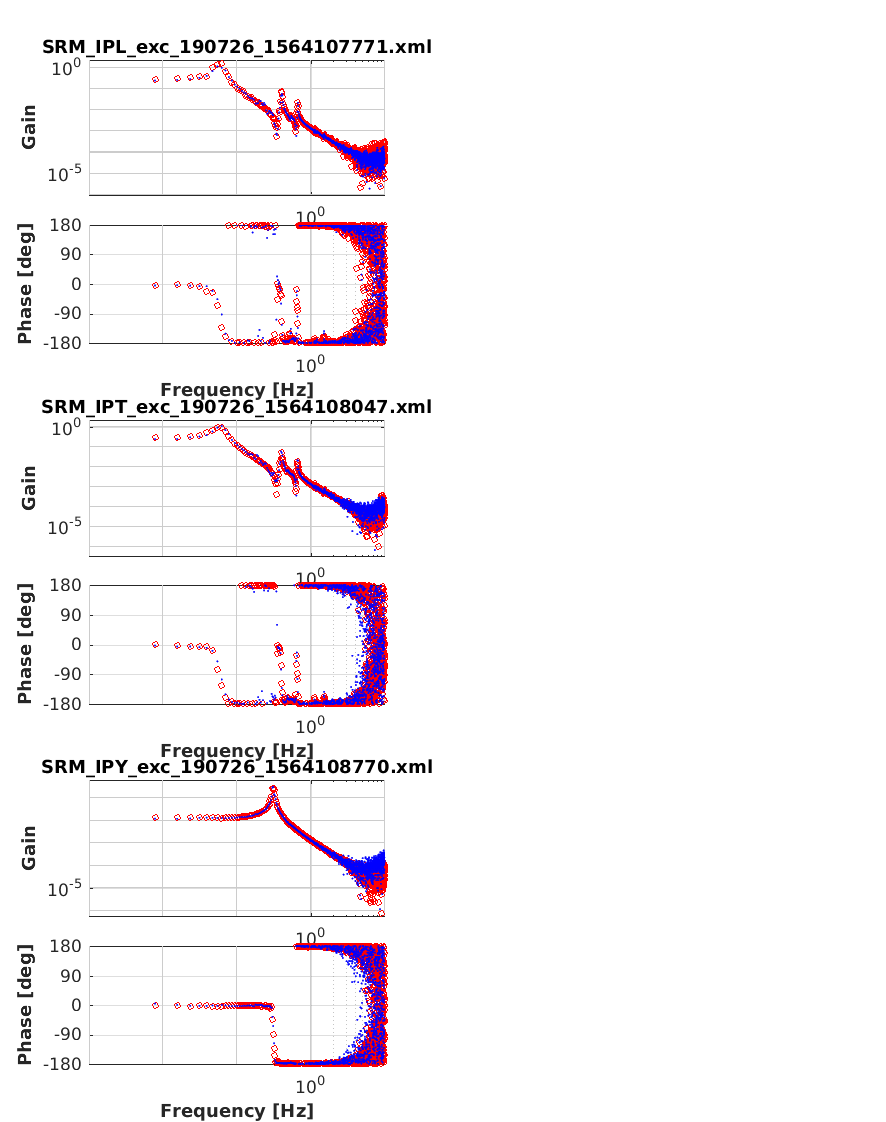 SRM_IPL_exc_190726_1564107771.xml
10^0
Gain
10^-5
10^0
180
90
0
-90
-180
Phase [deg]
10^0
Frequency [Hz]
SRM_IPT_exc_190726_1564108047.xml
10^0
Gain
10^-5
10^0
180
90
0
-90
-180
Phase [deg]
10^0
Frequency [Hz]
SRM_IPY_exc_190726_1564108770.xml
Gain
10^-5
10^0
180
90
0
-90
-180
Phase [deg]
10^0
Frequency [Hz]